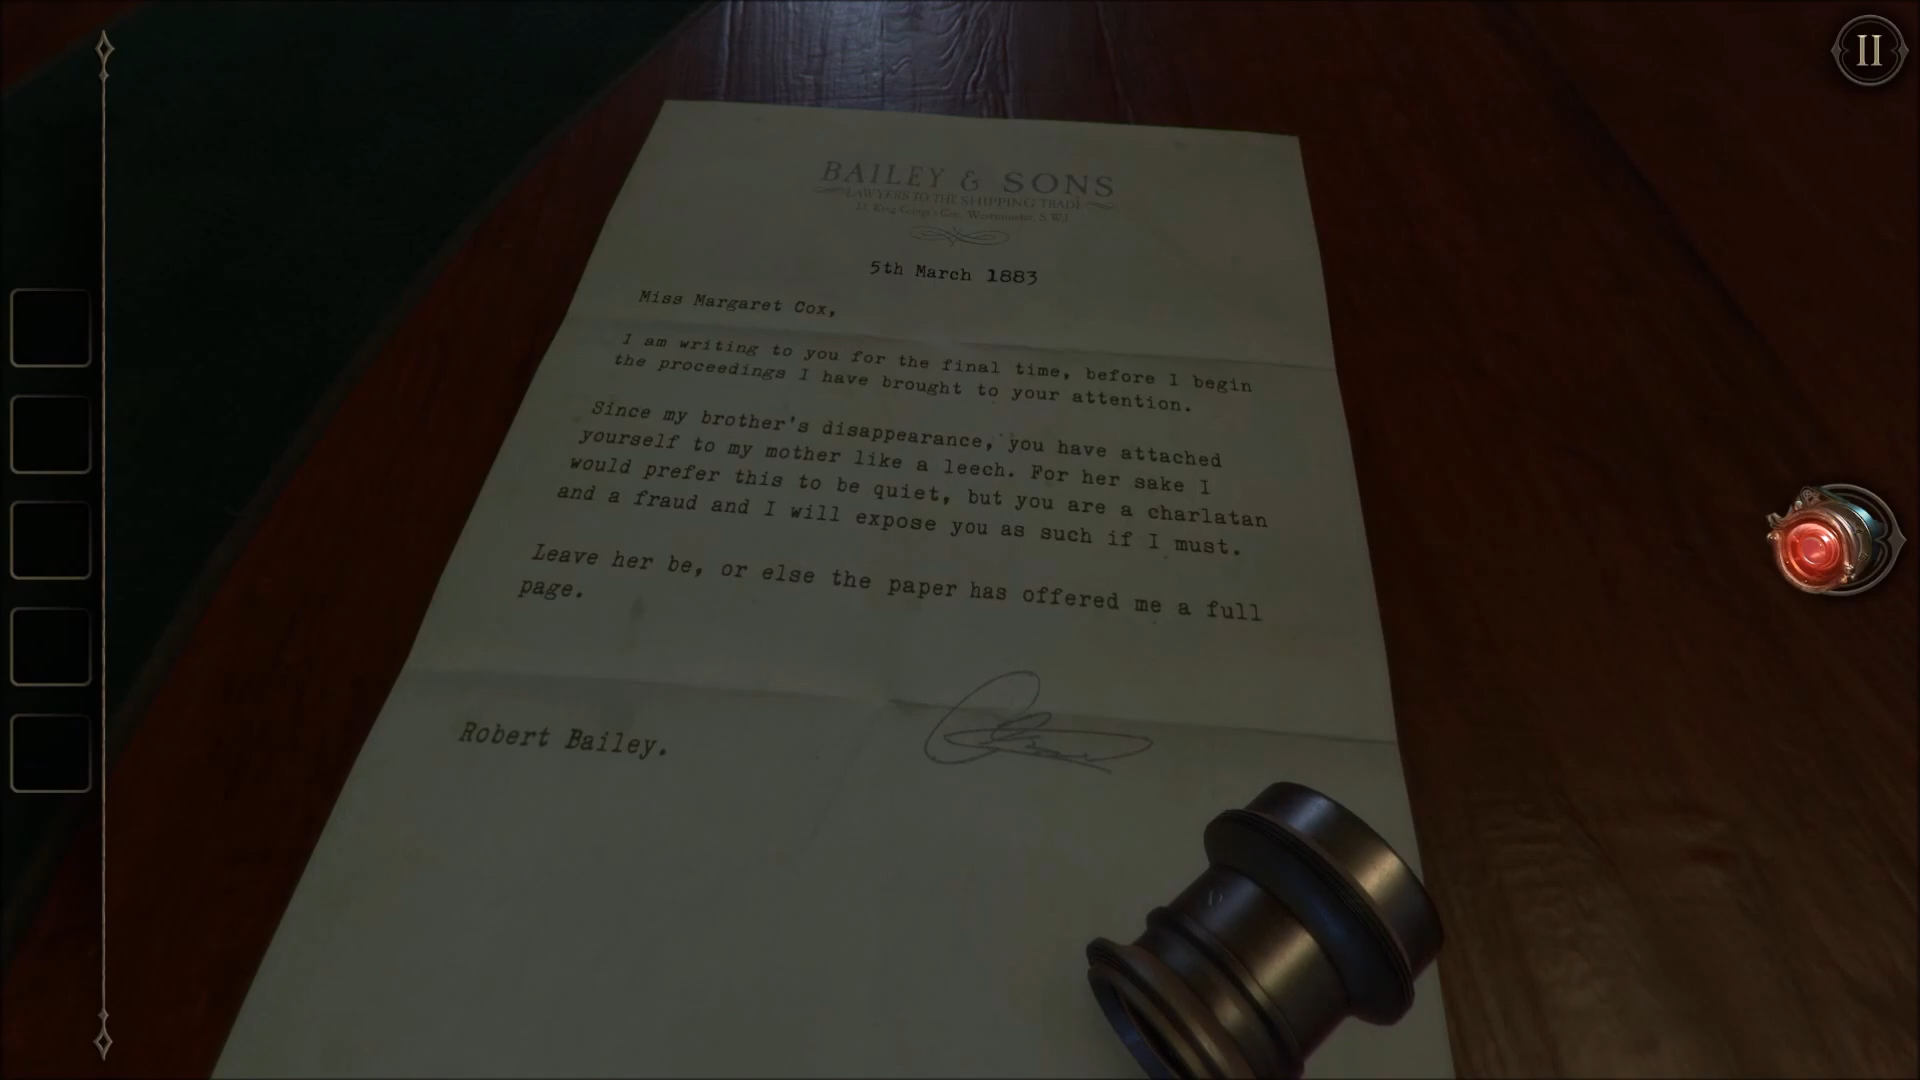 BAILEY & SONS
LAWYERS TO THE SHIPPING TRADE
Westminster, S.W.1
5th March 1883
Miss Margaret Cox,
I am writing to you for the final time, before I begin
the proceedings I have brought to your attention.
Since my brother's disappearance, you have attached
yourself to my mother like a leech. For her sake I
would prefer this to be quiet, but you are a charlatan
and a fraud and I will expose you as such if I must.
Leave her be, or else the paper has offered me a full
page.
Robert Bailey.